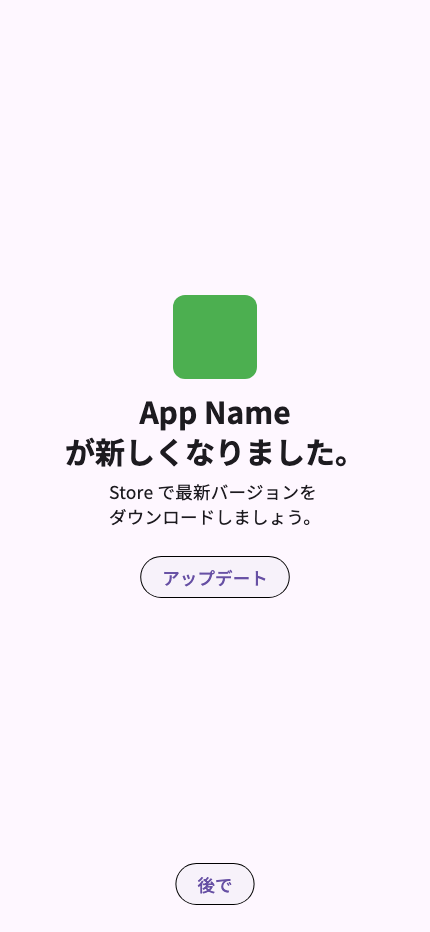 App Name
が新しくなりました。
Store で最新バージョンを
ダウンロードしましょう。
アップデート
後で